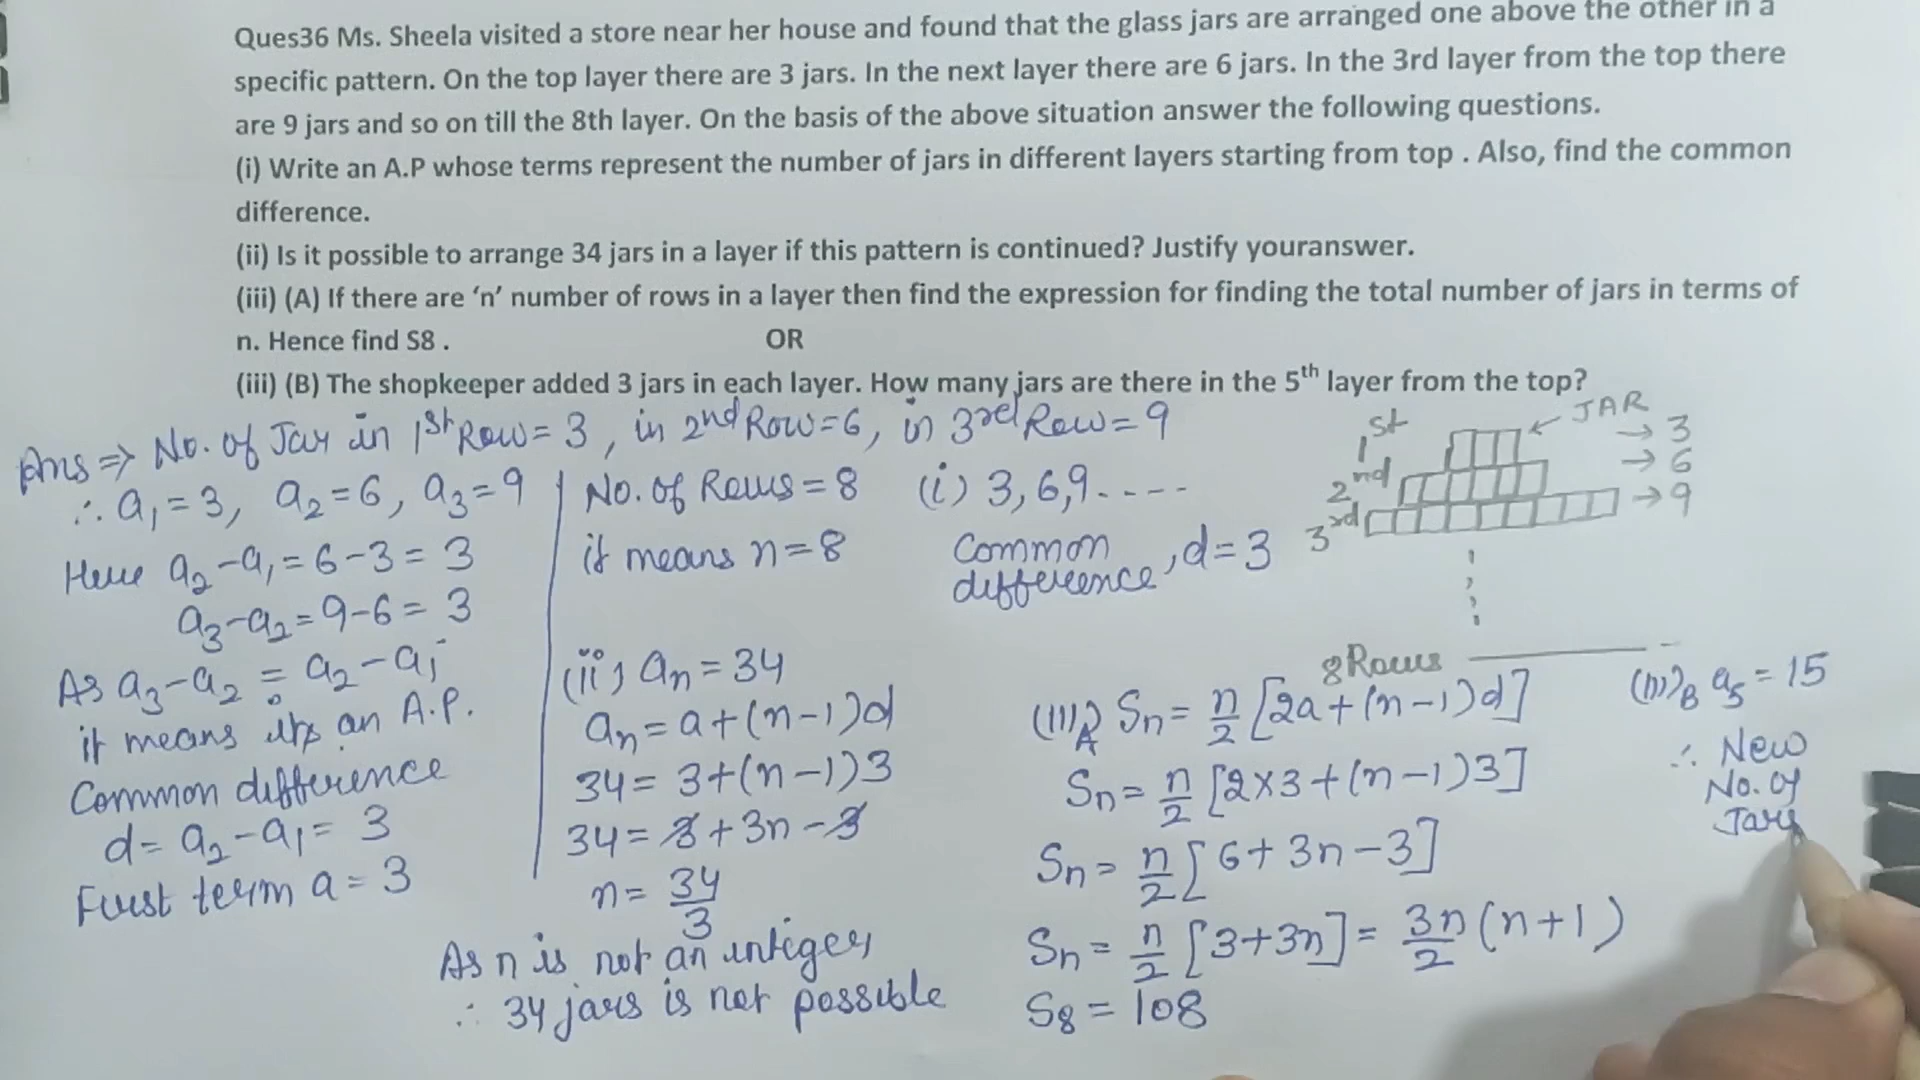 Ques36 Ms. Sheela visited a store near her house and found that the glass jars are arranged one above the other in a
specific pattern. On the top layer there are 3 jars. In the next layer there are 6 jars. In the 3rd layer from the top there
are 9 jars and so on till the 8th layer. On the basis of the above situation answer the following questions.
(i) Write an A.P whose terms represent the number of jars in different layers starting from top . Also, find the common
difference.
(ii) Is it possible to arrange 34 jars in a layer if this pattern is continued? Justify youranswer.
(iii) (A) If there are ‘n’ number of rows in a layer then find the expression for finding the total number of jars in terms of
n. Hence find S8 .
OR
(iii) (B) The shopkeeper added 3 jars in each layer. How many jars are there in the 5th layer from the top?
Ans ⇒ No. of Jar in 1st Row = 3, in 2nd Row = 6, in 3rd Row = 9
∴ a₁ = 3, a₂ = 6, a₃ = 9
Here a₂ - a₁ = 6 - 3 = 3
a₃ - a₂ = 9 - 6 = 3
As a₃ - a₂ = a₂ - a₁
it means its an A.P.
Common difference
d = a₂ - a₁ = 3
First term a = 3
No. of Rows = 8
it means n = 8
(ii) aₙ = 34
aₙ = a + (n-1)d
34 = 3 + (n-1)3
34 = 3 + 3n - 3
n = 34/3
As n is not an integer,
∴ 34 jars is not possible
(i) 3, 6, 9.----
Common
difference, d = 3
JAR
1st → 3
2nd → 6
3rd → 9
8 Rows
(III) A Sₙ = n/2 [2a + (n-1)d]
Sₙ = n/2 [2×3 + (n-1)3]
Sₙ = n/2 [6 + 3n - 3]
Sₙ = n/2 [3 + 3n] = 3n/2 (n+1)
S₈ = 108
(III) B a₅ = 15
∴ New
No. of
Jars